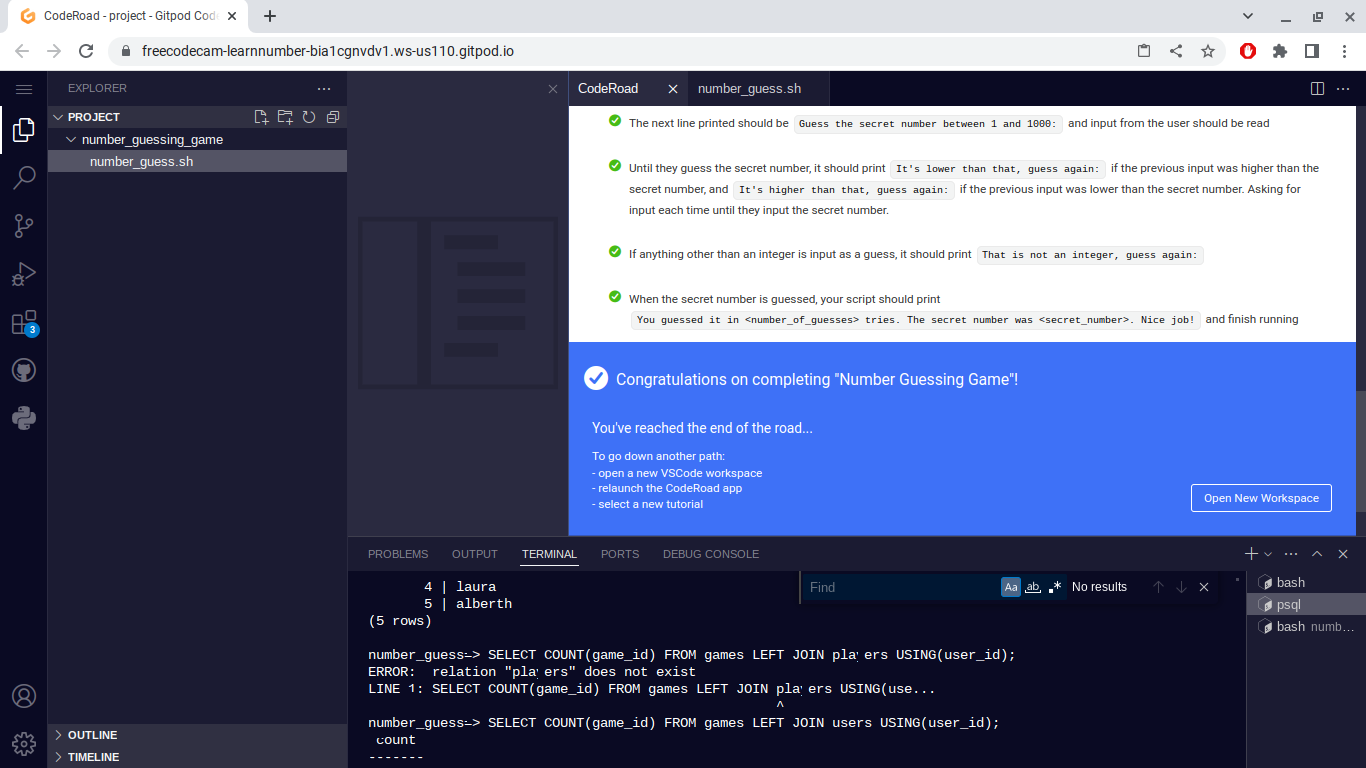 CodeRoad - project - Gitpod Cod
freecodecam-learnnumber-bia1cgnvdv1.ws-us110.gitpod.io
EXPLORER
PROJECT
number_guessing_game
number_guess.sh
3
OUTLINE
TIMELINE
CodeRoad
number_guess.sh
The next line printed should be Guess the secret number between 1 and 1000: and input from the user should be read
Until they guess the secret number, it should print It's lower than that, guess again: if the previous input was higher than the
secret number, and It's higher than that, guess again: if the previous input was lower than the secret number. Asking for
input each time until they input the secret number.
If anything other than an integer is input as a guess, it should print That is not an integer, guess again:
When the secret number is guessed, your script should print
You guessed it in <number_of_guesses> tries. The secret number was <secret_number>. Nice job! and finish running
Congratulations on completing "Number Guessing Game"!
You've reached the end of the road...
To go down another path:
- open a new VSCode workspace
- relaunch the CodeRoad app
- select a new tutorial
Open New Workspace
PROBLEMS OUTPUT TERMINAL PORTS DEBUG CONSOLE
Find Aa ab No results
4 | laura
5 | alberth
(5 rows)
number_guess=> SELECT COUNT(game_id) FROM games LEFT JOIN players USING(user_id);
ERROR: relation "players" does not exist
LINE 1: SELECT COUNT(game_id) FROM games LEFT JOIN players USING(use...
^
number_guess=> SELECT COUNT(game_id) FROM games LEFT JOIN users USING(user_id);
count
-------
bash
psql
bash numb...